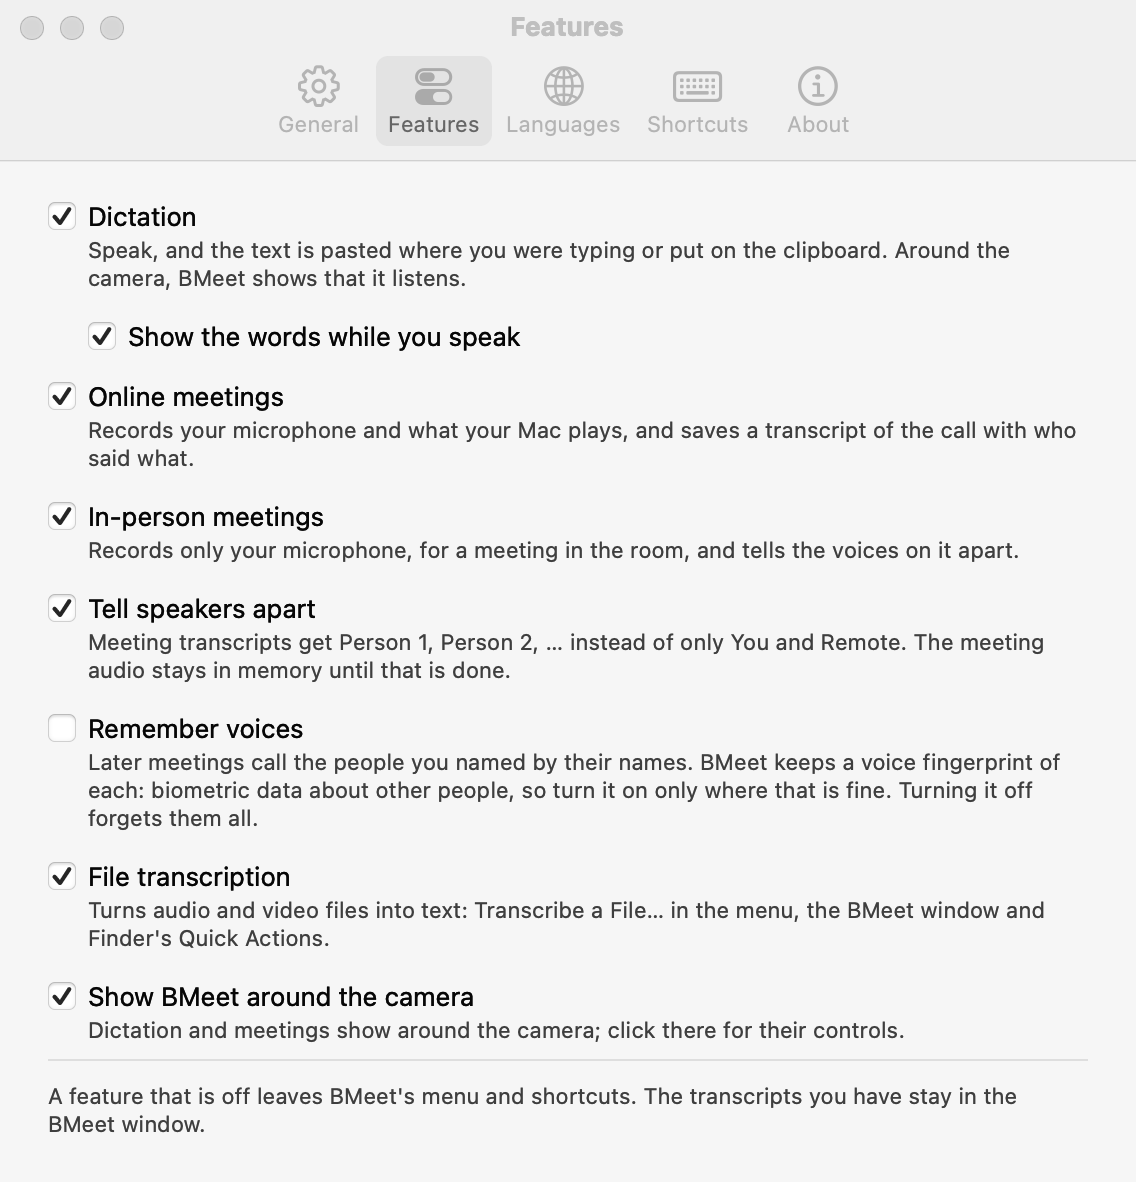 Features
General
Features
Languages
Shortcuts
About
Dictation
Speak, and the text is pasted where you were typing or put on the clipboard. Around the
camera, BMeet shows that it listens.
Show the words while you speak
Online meetings
Records your microphone and what your Mac plays, and saves a transcript of the call with who
said what.
In-person meetings
Records only your microphone, for a meeting in the room, and tells the voices on it apart.
Tell speakers apart
Meeting transcripts get Person 1, Person 2, … instead of only You and Remote. The meeting
audio stays in memory until that is done.
Remember voices
Later meetings call the people you named by their names. BMeet keeps a voice fingerprint of
each: biometric data about other people, so turn it on only where that is fine. Turning it off
forgets them all.
File transcription
Turns audio and video files into text: Transcribe a File… in the menu, the BMeet window and
Finder's Quick Actions.
Show BMeet around the camera
Dictation and meetings show around the camera; click there for their controls.
A feature that is off leaves BMeet's menu and shortcuts. The transcripts you have stay in the
BMeet window.